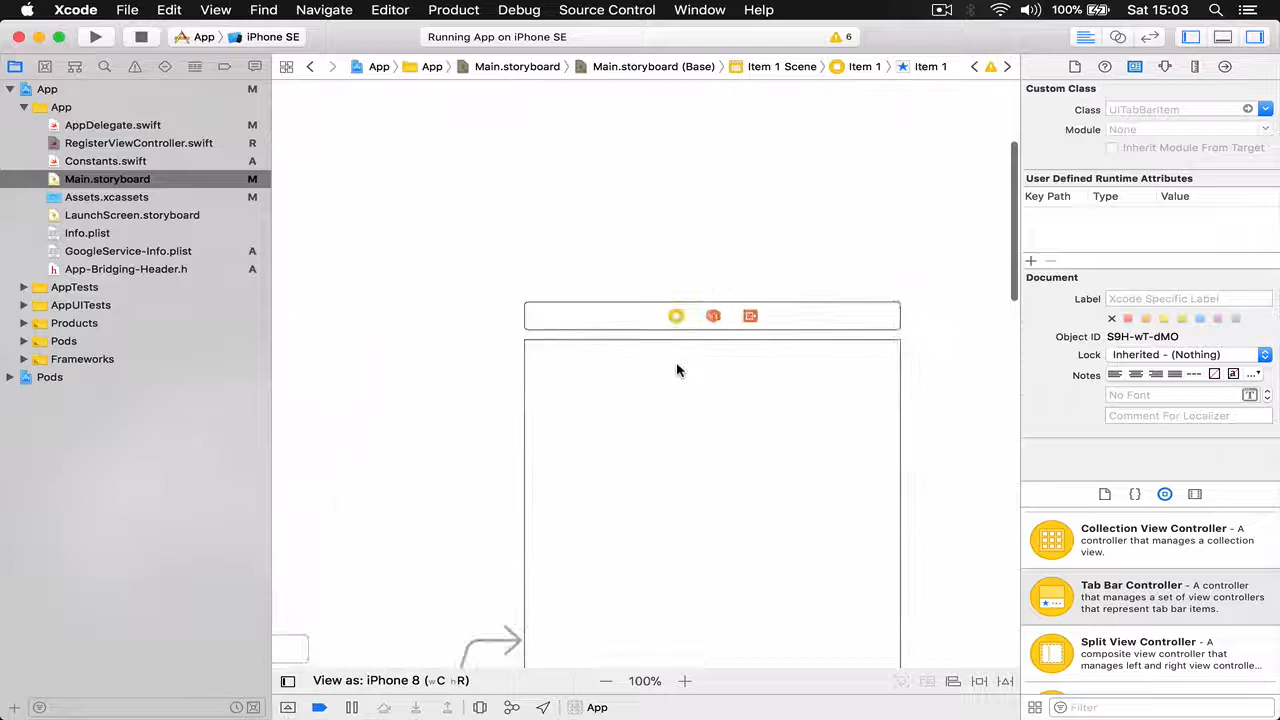 Xcode File Edit View Find Navigate Editor Product Debug Source Control Window Help 100% Sat 15:03
App iPhone SE Running App on iPhone SE 6
App App Main.storyboard Main.storyboard (Base) Item 1 Scene Item 1 Item 1
App M
App
AppDelegate.swift M
RegisterViewController.swift R
Constants.swift A
Main.storyboard M
Assets.xcassets M
LaunchScreen.storyboard
Info.plist
GoogleService-Info.plist A
App-Bridging-Header.h A
AppTests
AppUITests
Products
Pods
Frameworks
Pods
Custom Class
Class UITabBarItem
Module None
Inherit Module From Target
User Defined Runtime Attributes
Key Path Type Value
Document
Label Xcode Specific Label
Object ID S9H-wT-dMO
Lock Inherited - (Nothing)
Notes
No Font
Comment For Localizer
Collection View Controller - A
controller that manages a collection
view.
Tab Bar Controller - A controller
that manages a set of view controllers
that represent tab bar items.
Split View Controller - A
composite view controller that
manages left and right view controlle...
View as: iPhone 8 (wC hR) 100%
App
Filter